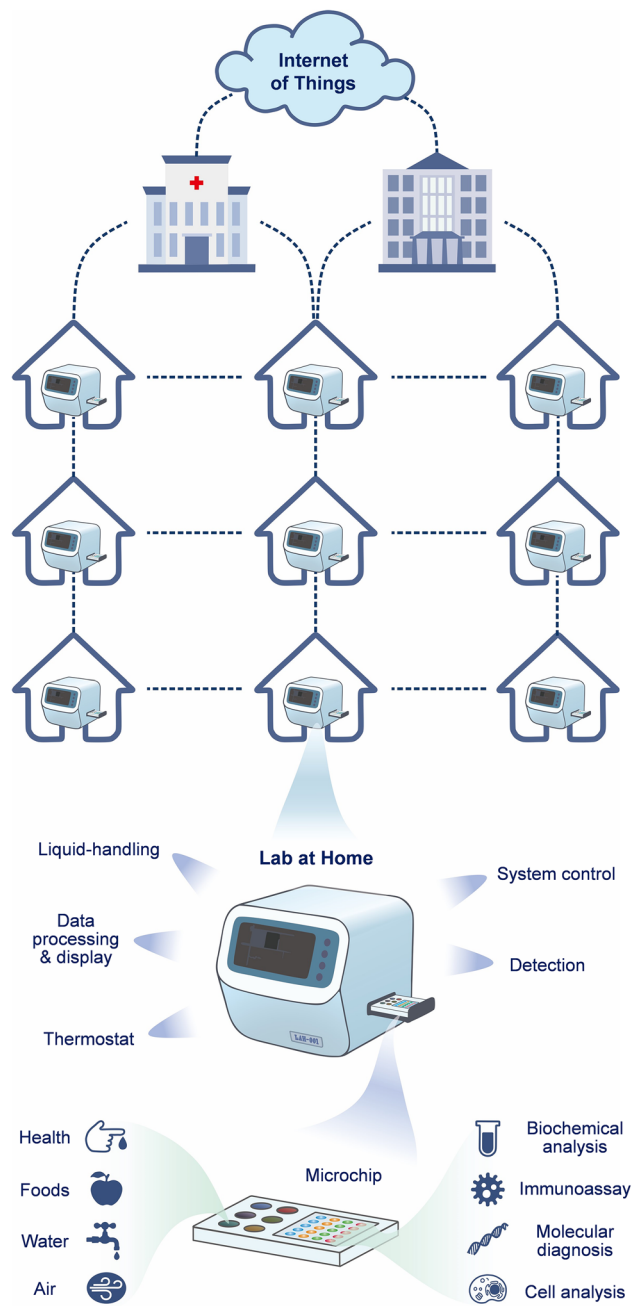 Internet
of Things
Lab at Home
Liquid-handling
System control
Data
processing
& display
Detection
Thermostat
LAH-001
Microchip
Health
Foods
Water
Air
Biochemical
analysis
Immunoassay
Molecular
diagnosis
Cell analysis